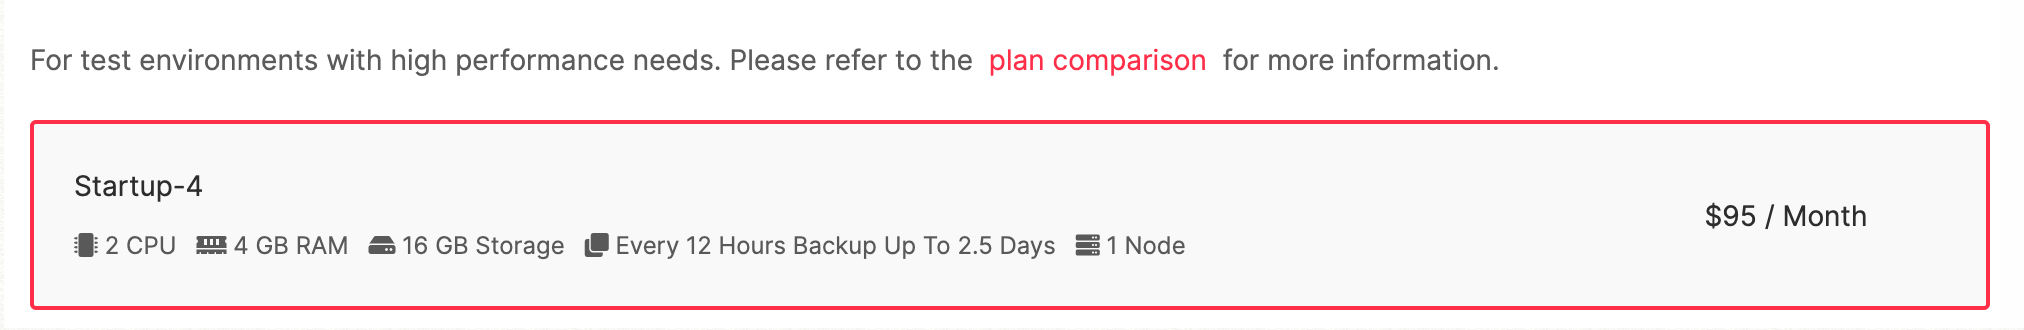 For test environments with high performance needs. Please refer to the plan comparison for more information.
Startup-4
$95 / Month
2 CPU 4 GB RAM 16 GB Storage Every 12 Hours Backup Up To 2.5 Days 1 Node